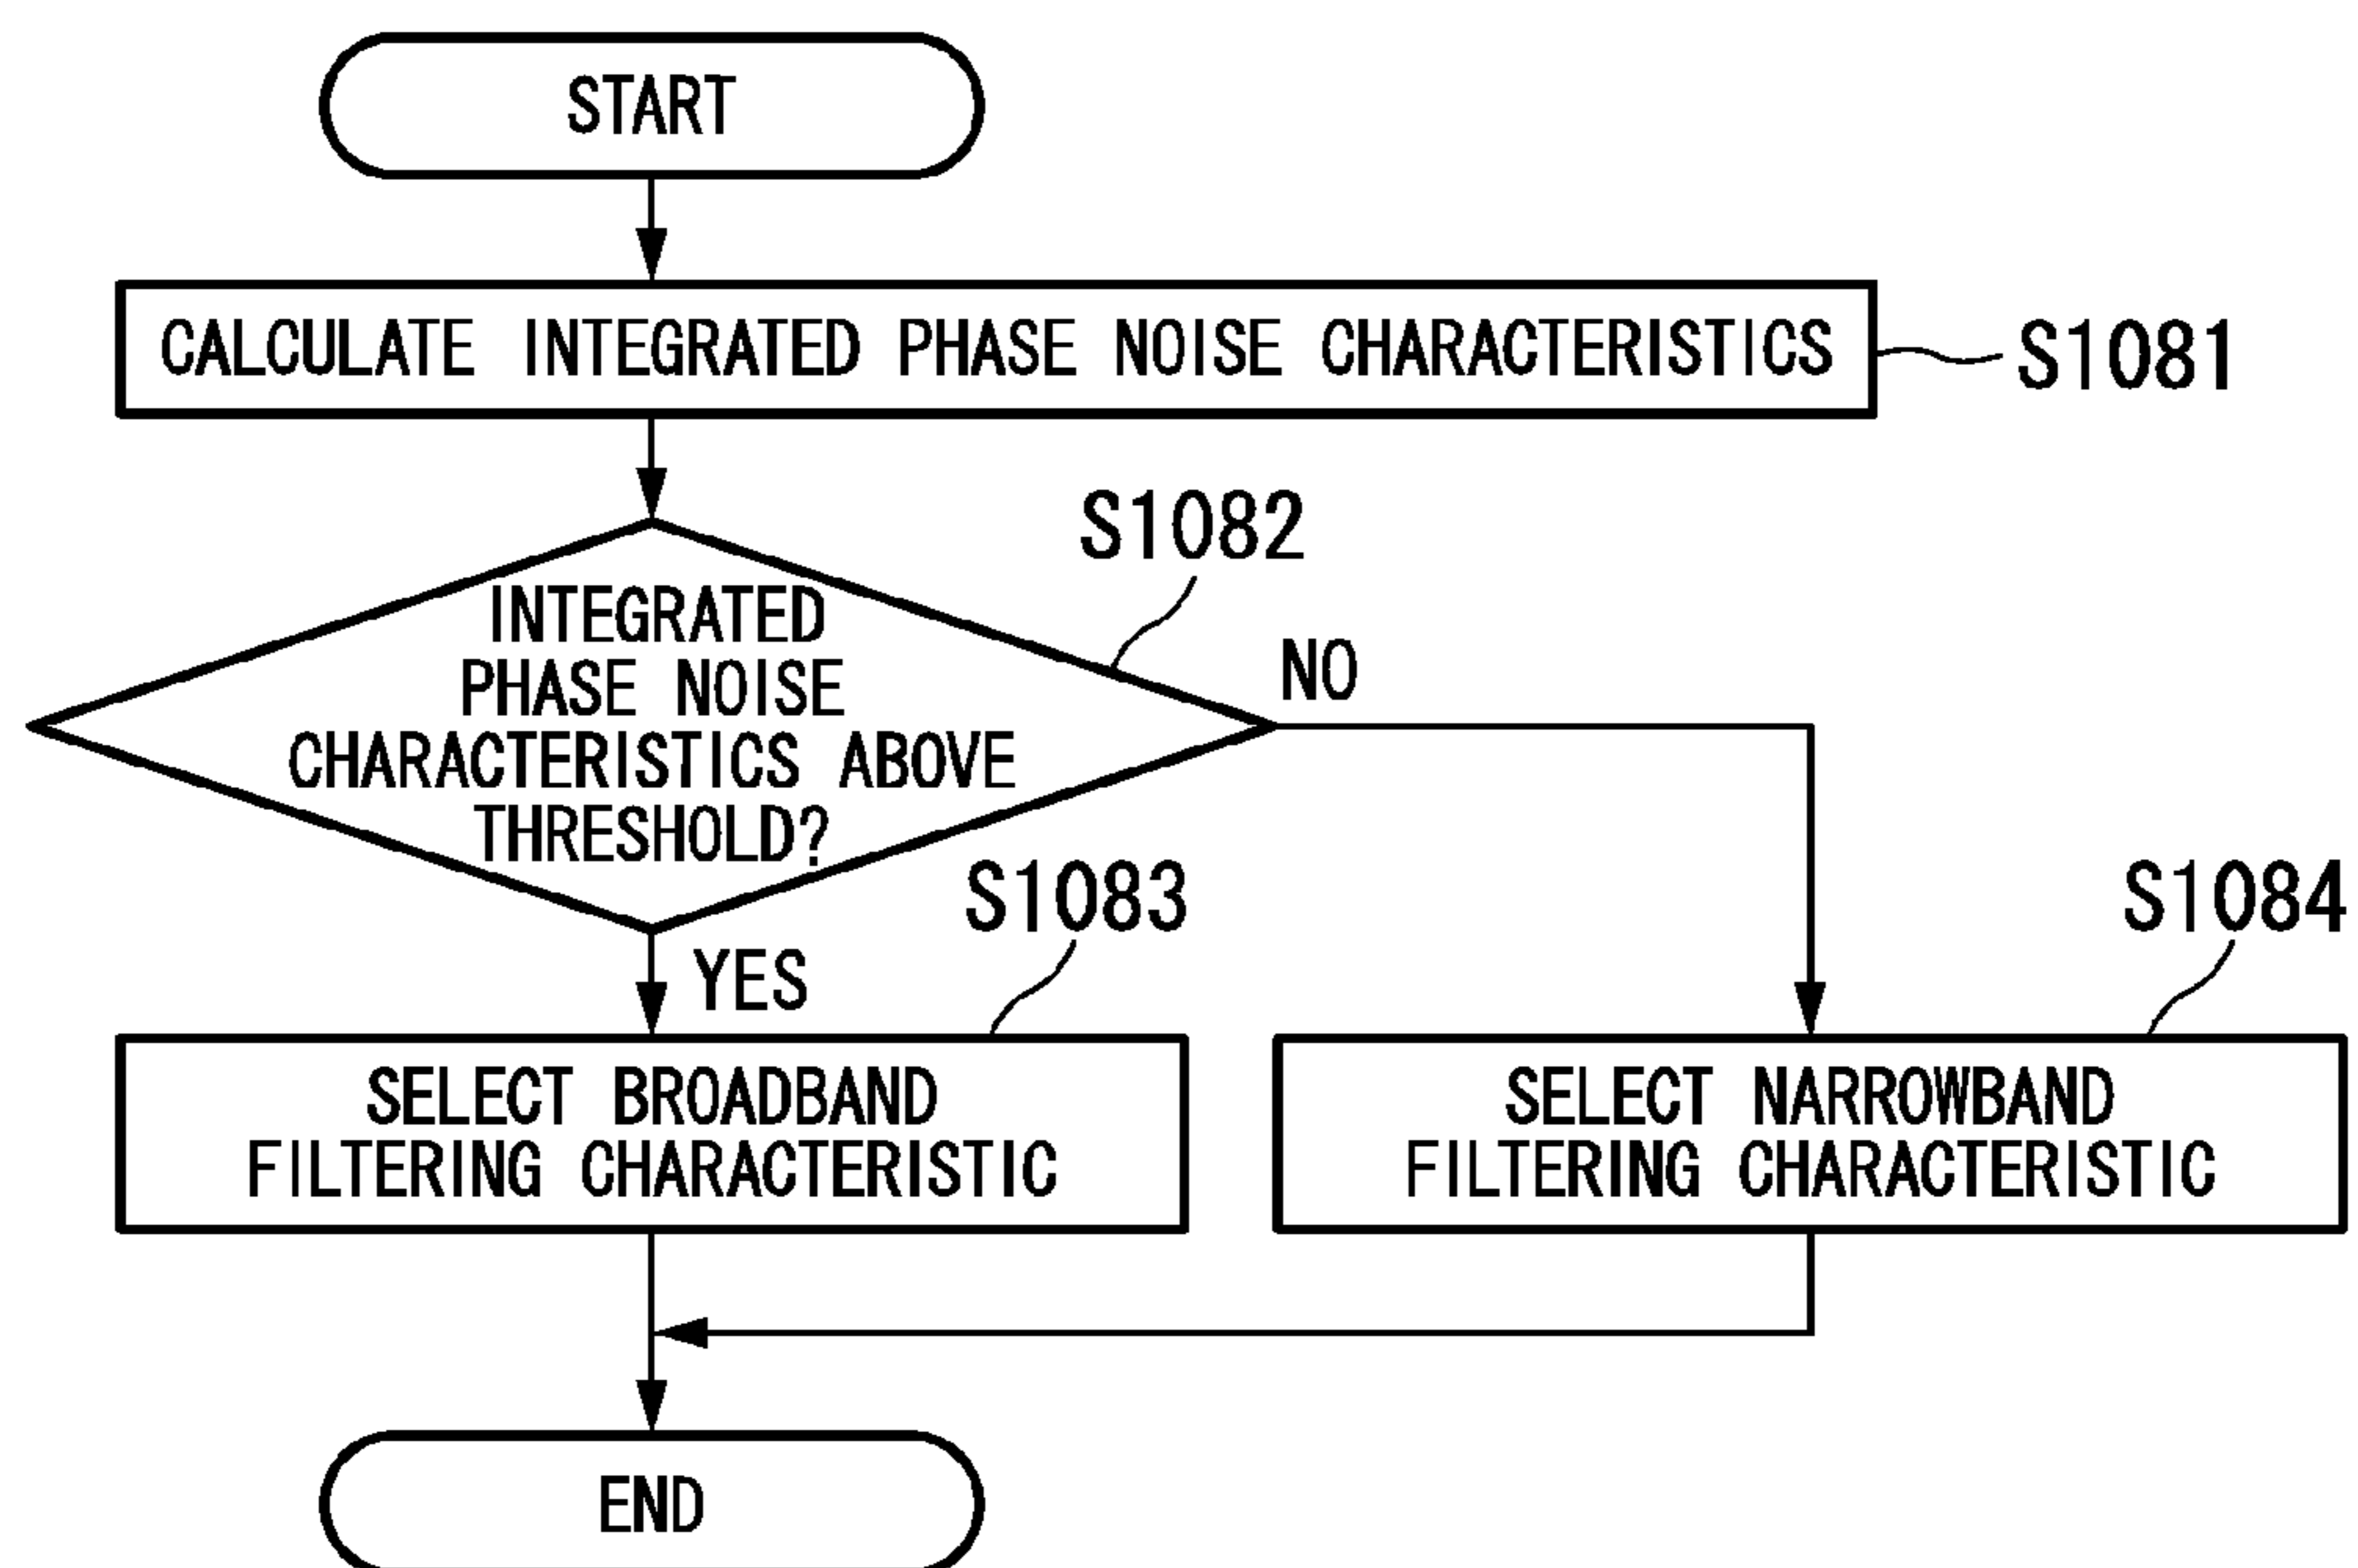 START
CALCULATE INTEGRATED PHASE NOISE CHARACTERISTICS
S1081
S1082
INTEGRATED
PHASE NOISE
CHARACTERISTICS ABOVE
THRESHOLD?
NO
YES
S1083
S1084
SELECT BROADBAND
FILTERING CHARACTERISTIC
SELECT NARROWBAND
FILTERING CHARACTERISTIC
END